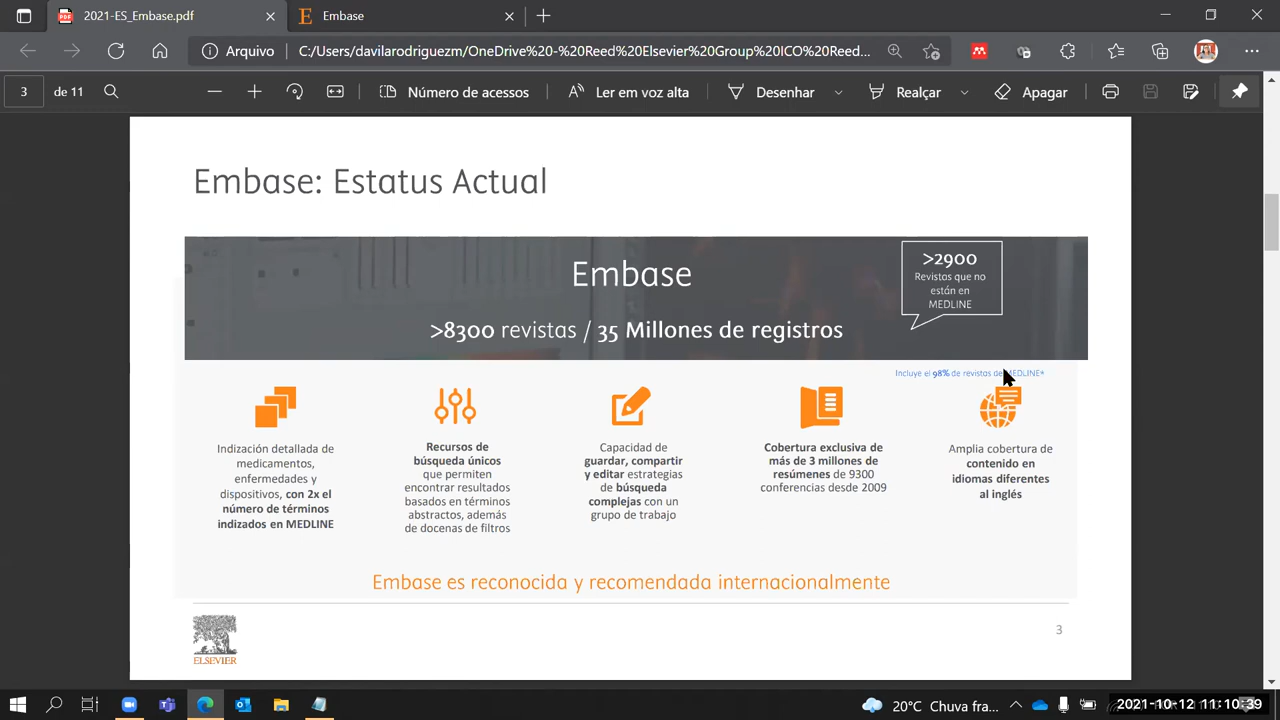 2021-ES_Embase.pdf
Embase
Arquivo
C:/Users/davilarodriguezm/OneDrive%20-%20Reed%20Elsevier%20Group%20ICO%20Reed...
3
de 11
Número de acessos
Ler em voz alta
Desenhar
Realçar
Apagar
Embase: Estatus Actual
Embase
>8300 revistas / 35 Millones de registros
>2900
Revistas que no
están en
MEDLINE
Incluye el 98% de revistas de MEDLINE*
Indización detallada de
medicamentos,
enfermedades y
dispositivos, con 2x el
número de términos
indizados en MEDLINE
Recursos de
búsqueda únicos
que permiten
encontrar resultados
basados en términos
abstractos, además
de docenas de filtros
Capacidad de
guardar, compartir
y editar estrategias
de búsqueda
complejas con un
grupo de trabajo
Cobertura exclusiva de
más de 3 millones de
resúmenes de 9300
conferencias desde 2009
Amplia cobertura de
contenido en
idiomas diferentes
al inglés
Embase es reconocida y recomendada internacionalmente
ELSEVIER
3
20°C Chuva fra...
2021-10-12 11:10:39